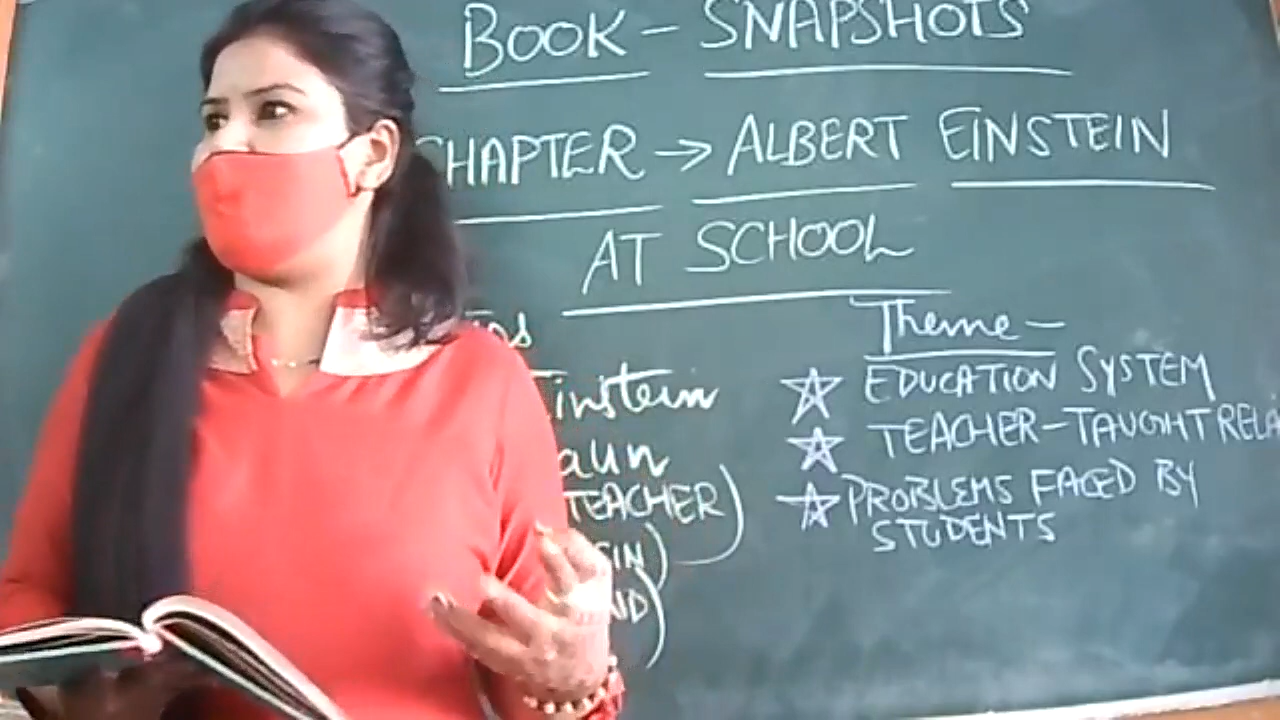 BOOK - SNAPSHOTS
CHAPTER → ALBERT EINSTEIN
AT SCHOOL
Theme -
EDUCATION SYSTEM
TEACHER-TAUGHT RELA
PROBLEMS FACED BY
STUDENTS
Einstein
TEACHER)